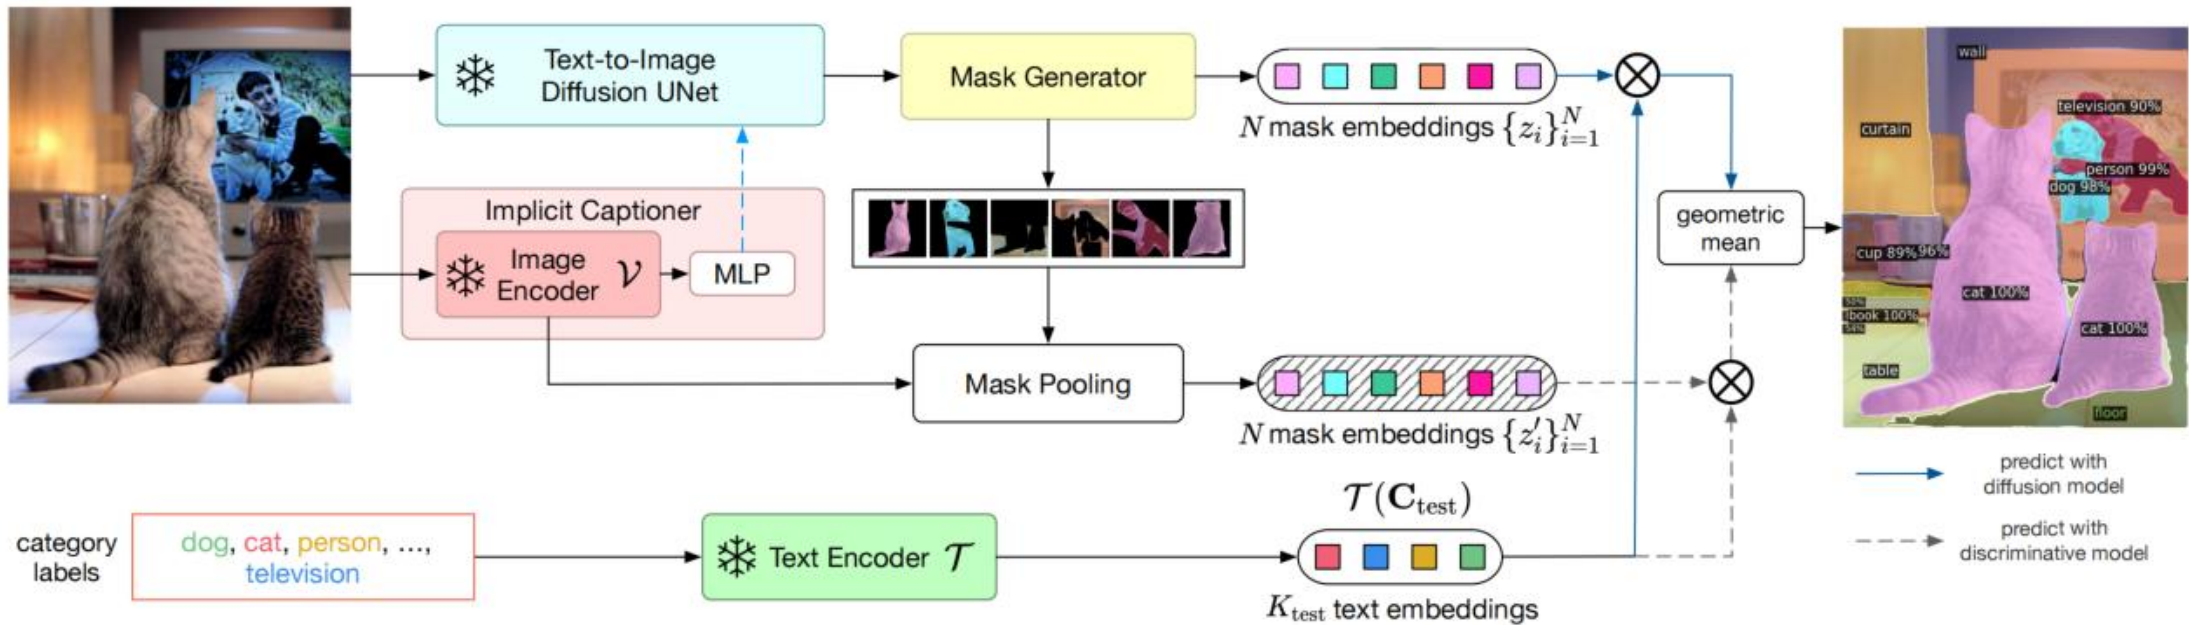 Text-to-Image
Diffusion UNet
Mask Generator
N mask embeddings {z_i}_{i=1}^N
Implicit Captioner
Image
Encoder 𝒱
MLP
geometric
mean
Mask Pooling
N mask embeddings {z'_i}_{i=1}^N
𝒯(C_test)
category
labels
dog, cat, person, ...,
television
Text Encoder 𝒯
K_test text embeddings
wall
television 90%
curtain
person 99%
dog 98%
cup 89%
96%
cat 100%
50%
book 100%
54%
cat 100%
table
floor
predict with
diffusion model
predict with
discriminative model